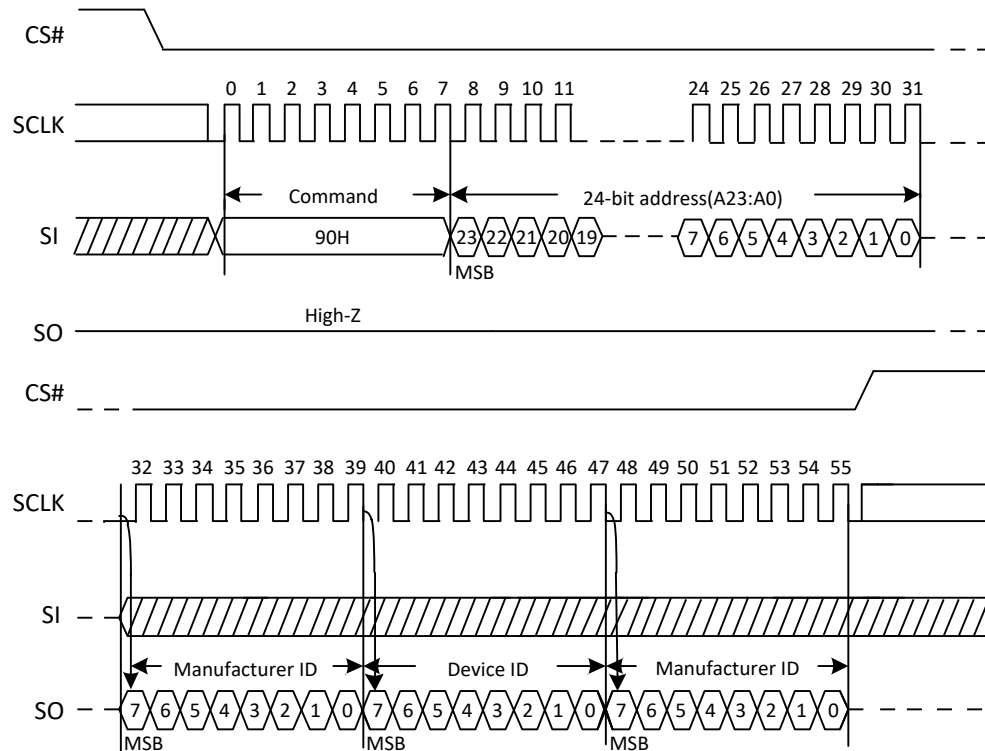 CS#
0 1 2 3 4 5 6 7 8 9 10 11 24 25 26 27 28 29 30 31
SCLK
Command 24-bit address(A23:A0)
SI 90H 23 22 21 20 19 7 6 5 4 3 2 1 0
MSB
High-Z
SO
CS#
32 33 34 35 36 37 38 39 40 41 42 43 44 45 46 47 48 49 50 51 52 53 54 55
SCLK
SI
Manufacturer ID Device ID Manufacturer ID
SO 7 6 5 4 3 2 1 0 7 6 5 4 3 2 1 0 7 6 5 4 3 2 1 0
MSB MSB MSB